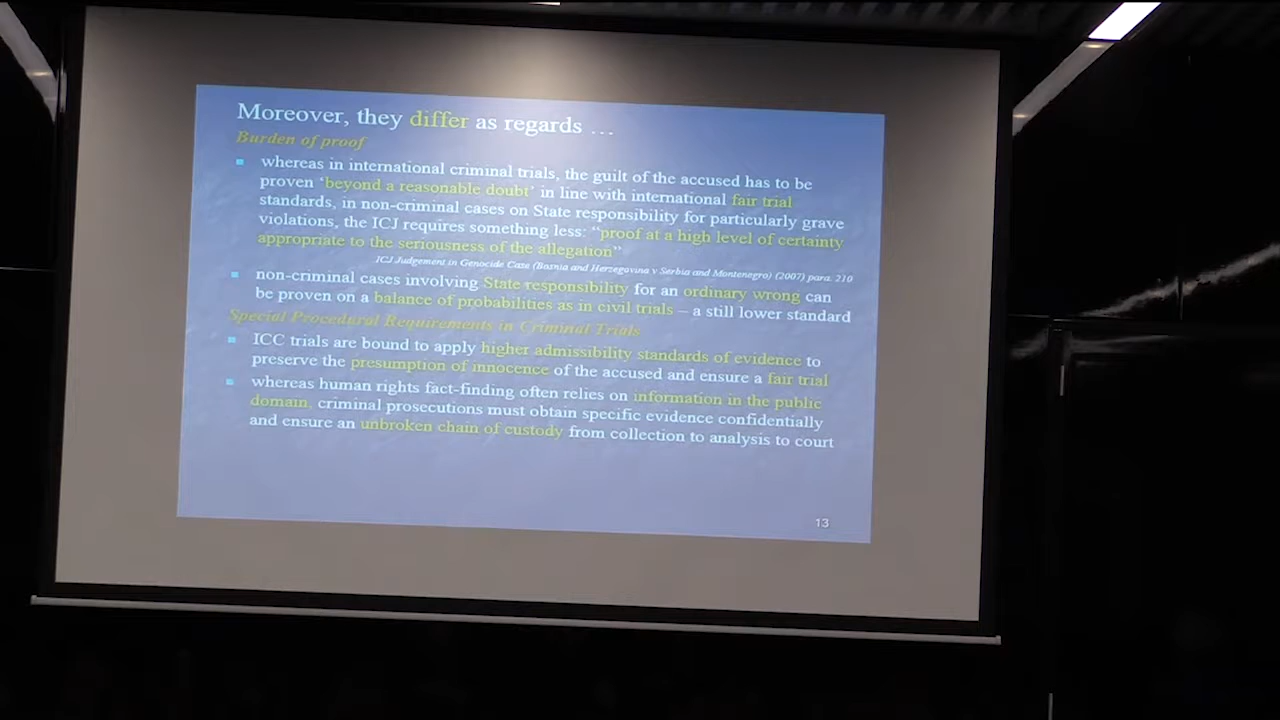 Moreover, they differ as regards …
Burden of proof
whereas in international criminal trials, the guilt of the accused has to be
proven ‘beyond a reasonable doubt’ in line with international fair trial
standards, in non-criminal cases on State responsibility for particularly grave
violations, the ICJ requires something less: “proof at a high level of certainty
appropriate to the seriousness of the allegation”
ICJ Judgement in Genocide Case (Bosnia and Herzegovina v Serbia and Montenegro) (2007) para. 210
non-criminal cases involving State responsibility for an ordinary wrong can
be proven on a balance of probabilities as in civil trials – a still lower standard
Special Procedural Requirements in Criminal Trials
ICC trials are bound to apply higher admissibility standards of evidence to
preserve the presumption of innocence of the accused and ensure a fair trial
whereas human rights fact-finding often relies on information in the public
domain, criminal prosecutions must obtain specific evidence confidentially
and ensure an unbroken chain of custody from collection to analysis to court
13